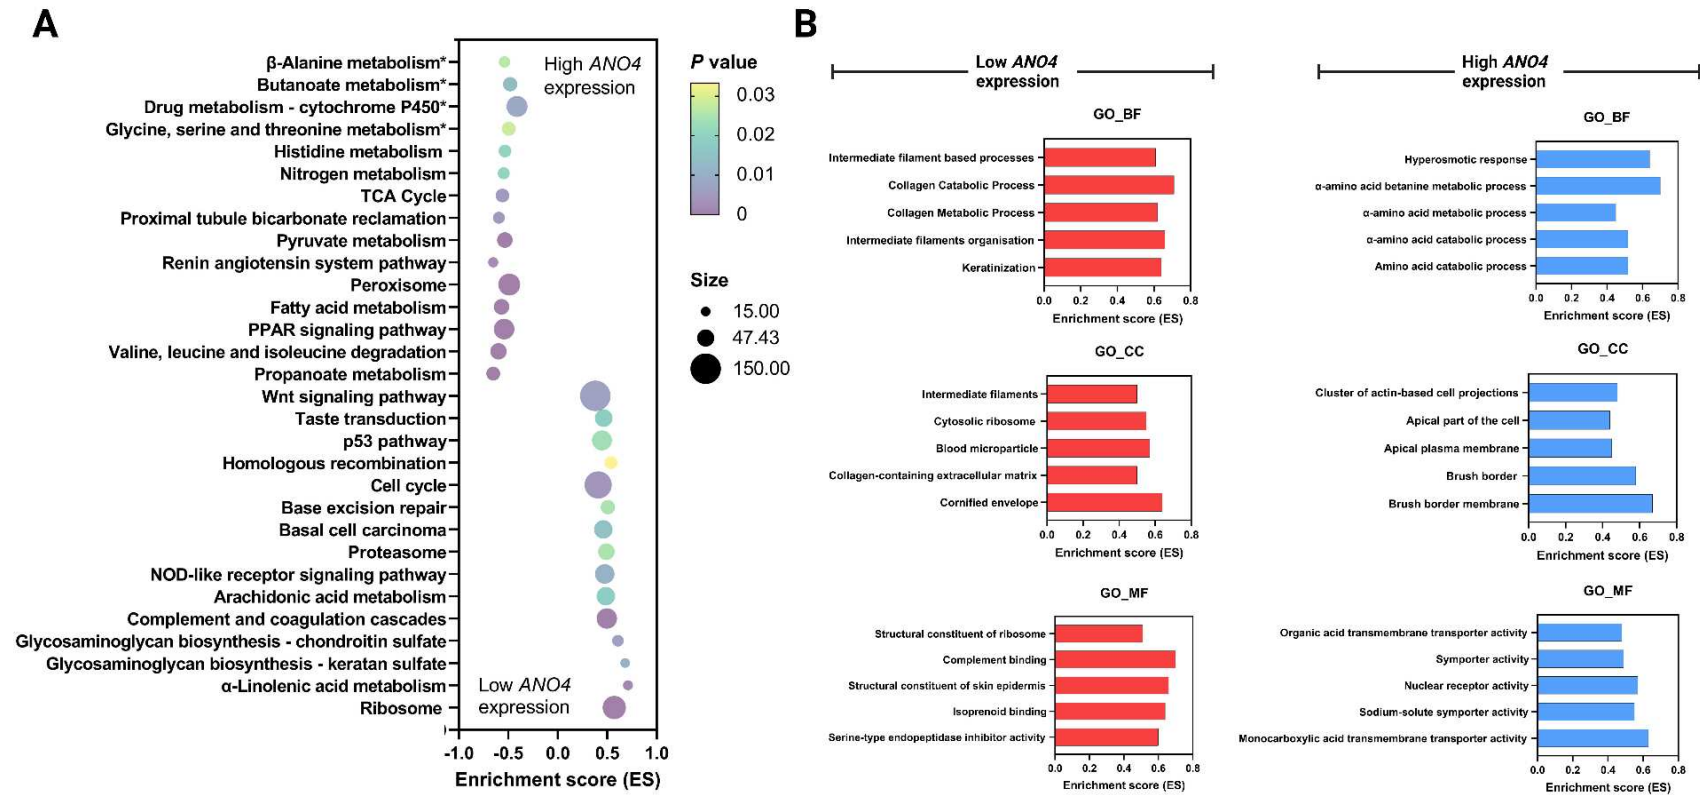 A
β-Alanine metabolism*
Butanoate metabolism*
Drug metabolism - cytochrome P450*
Glycine, serine and threonine metabolism*
Histidine metabolism
Nitrogen metabolism
TCA Cycle
Proximal tubule bicarbonate reclamation
Pyruvate metabolism
Renin angiotensin system pathway
Peroxisome
Fatty acid metabolism
PPAR signaling pathway
Valine, leucine and isoleucine degradation
Propanoate metabolism
Wnt signaling pathway
Taste transduction
p53 pathway
Homologous recombination
Cell cycle
Base excision repair
Basal cell carcinoma
Proteasome
NOD-like receptor signaling pathway
Arachidonic acid metabolism
Complement and coagulation cascades
Glycosaminoglycan biosynthesis - chondroitin sulfate
Glycosaminoglycan biosynthesis - keratan sulfate
α-Linolenic acid metabolism
Ribosome
High ANO4
expression
Low ANO4
expression
-1.0 -0.5 0.0 0.5 1.0
Enrichment score (ES)
P value
0.03
0.02
0.01
0
Size
15.00
47.43
150.00
B
Low ANO4
expression
GO_BF
Intermediate filament based processes
Collagen Catabolic Process
Collagen Metabolic Process
Intermediate filaments organisation
Keratinization
0.0 0.2 0.4 0.6 0.8
Enrichment score (ES)
GO_CC
Intermediate filaments
Cytosolic ribosome
Blood microparticle
Collagen-containing extracellular matrix
Cornified envelope
0.0 0.2 0.4 0.6 0.8
Enrichment score (ES)
GO_MF
Structural constituent of ribosome
Complement binding
Structural constituent of skin epidermis
Isoprenoid binding
Serine-type endopeptidase inhibitor activity
0.0 0.2 0.4 0.6 0.8
Enrichment score (ES)
High ANO4
expression
GO_BF
Hyperosmotic response
α-amino acid betanine metabolic process
α-amino acid metabolic process
α-amino acid catabolic process
Amino acid catabolic process
0.0 0.2 0.4 0.6 0.8
Enrichment score (ES)
GO_CC
Cluster of actin-based cell projections
Apical part of the cell
Apical plasma membrane
Brush border
Brush border membrane
0.0 0.2 0.4 0.6 0.8
Enrichment score (ES)
GO_MF
Organic acid transmembrane transporter activity
Symporter activity
Nuclear receptor activity
Sodium-solute symporter activity
Monocarboxylic acid transmembrane transporter activity
0.0 0.2 0.4 0.6 0.8
Enrichment score (ES)